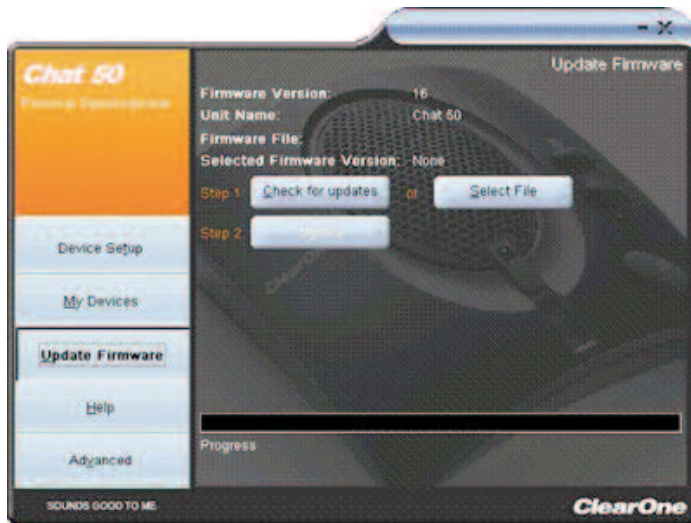 Chat 50
Update Firmware
Firmware Version: 16
Unit Name: Chat 50
Firmware File:
Selected Firmware Version: None
Step 1 Check for updates or Select File
Step 2 Update
Device Setup
My Devices
Update Firmware
Help
Advanced
Progress
SOUNDS GOOD TO ME.
ClearOne